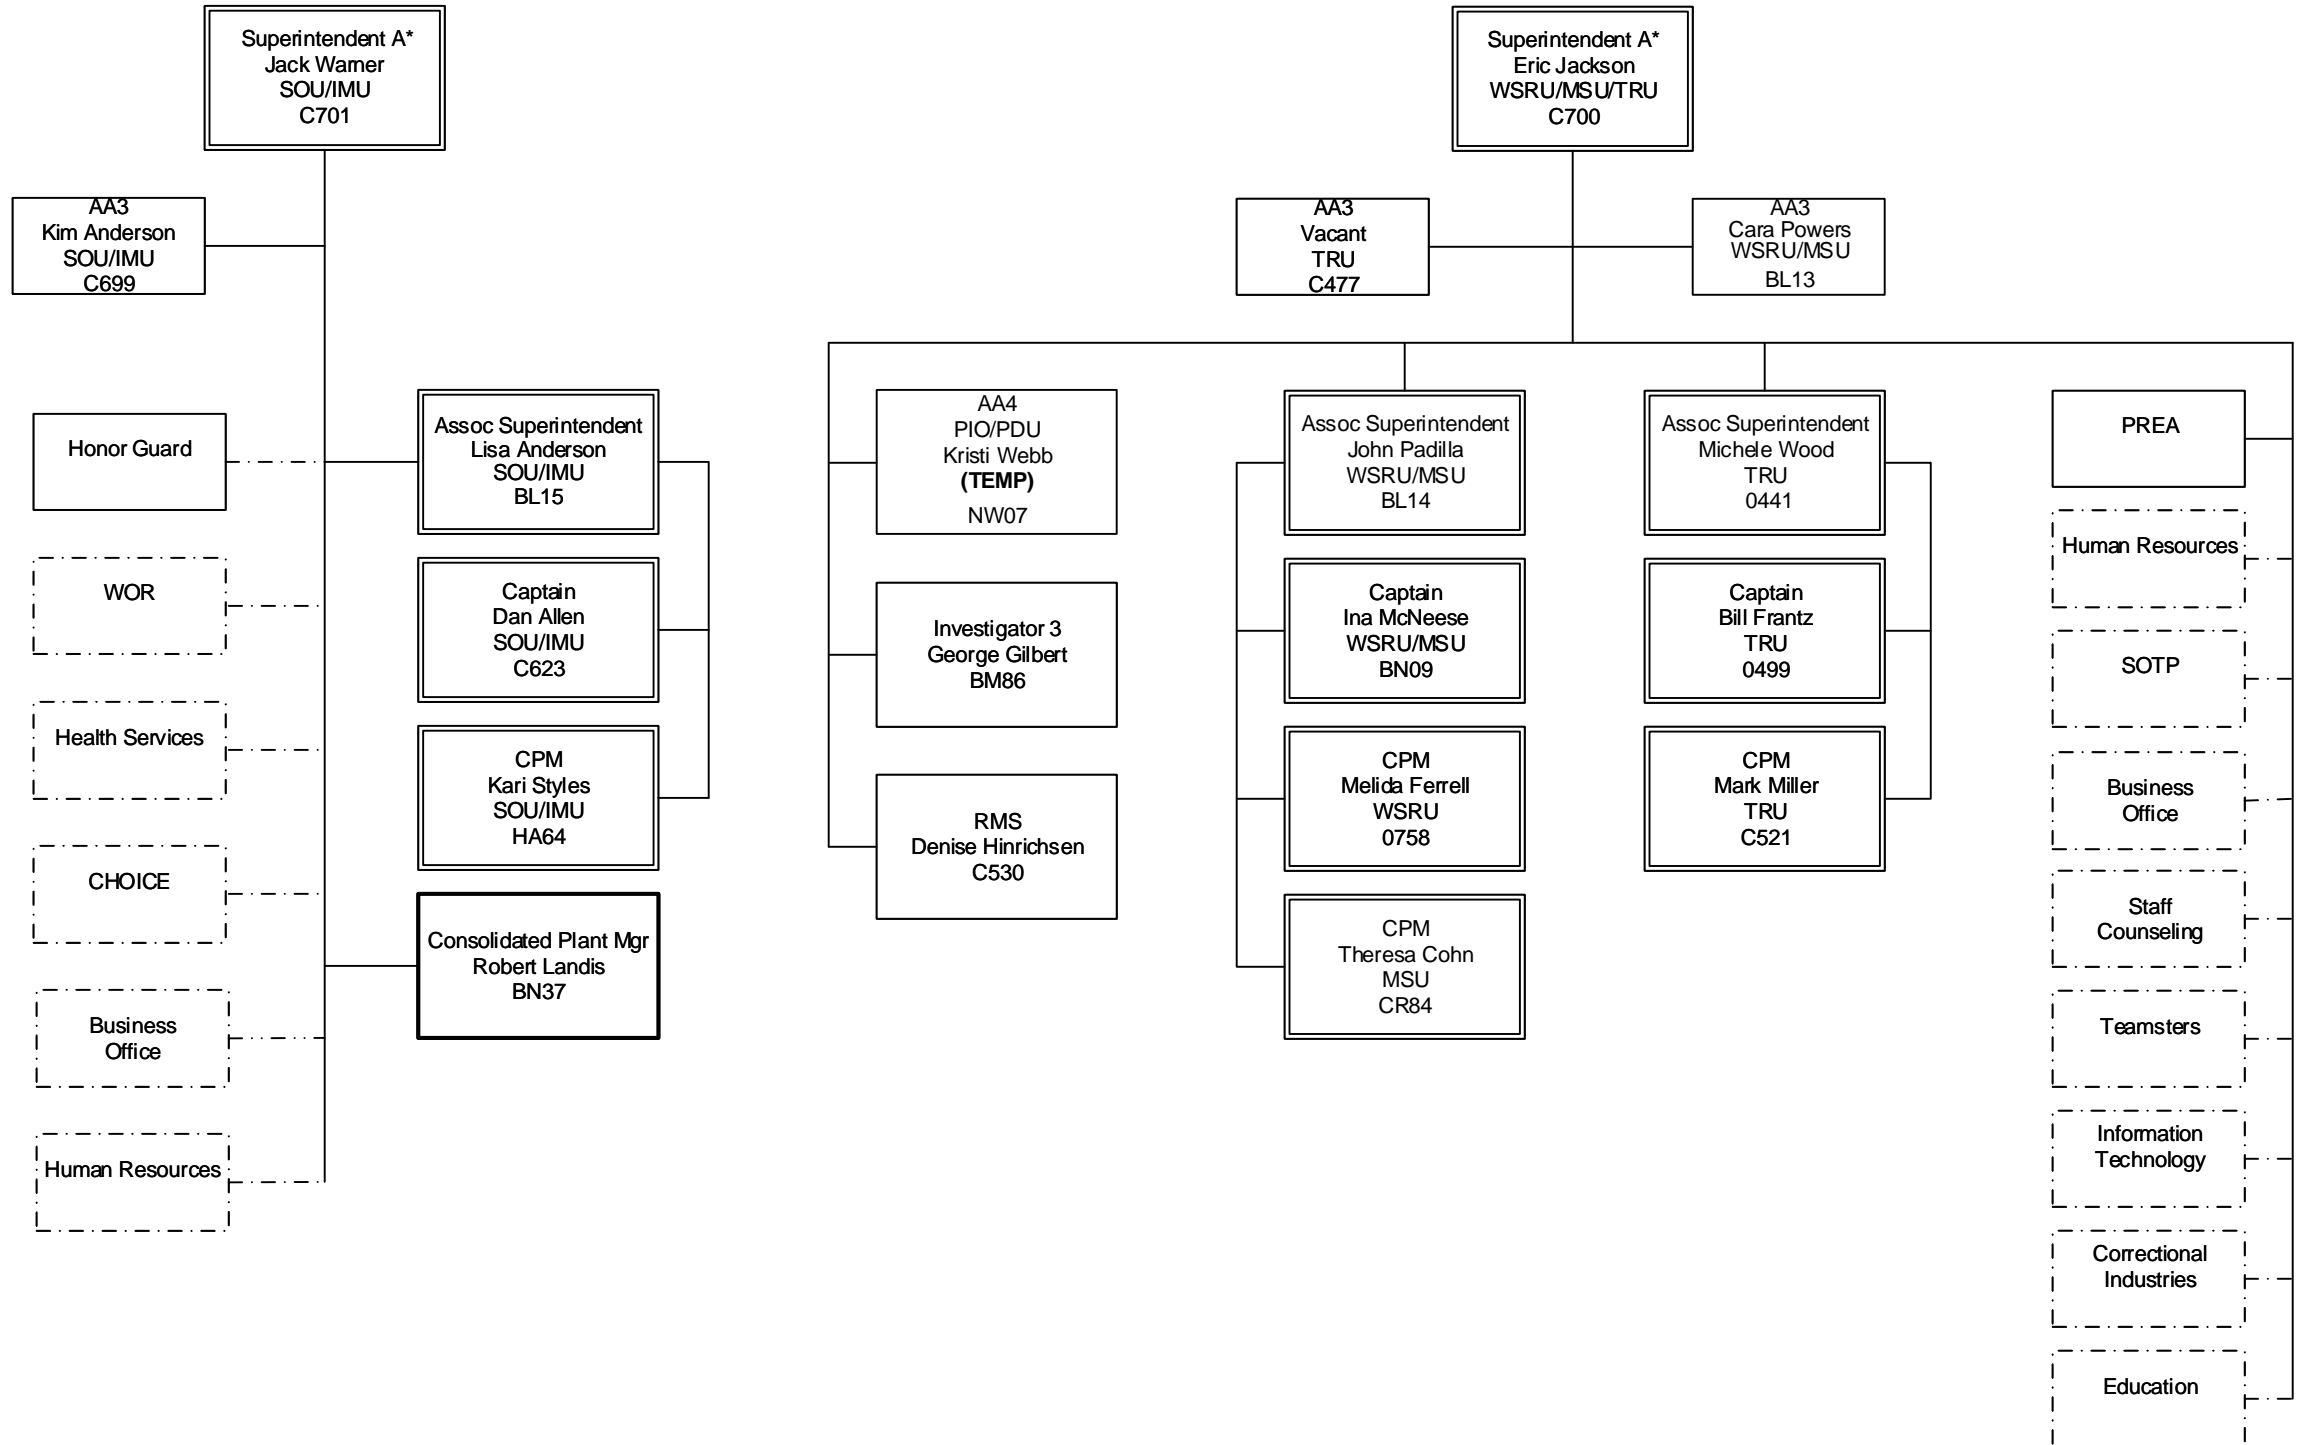 Superintendent A*
Jack Warner
SOU/IMU
C701
Superintendent A*
Eric Jackson
WSRU/MSU/TRU
C700
AA3
Kim Anderson
SOU/IMU
C699
AA3
Vacant
TRU
C477
AA3
Cara Powers
WSRU/MSU
BL13
Honor Guard
WOR
Health Services
CHOICE
Business
Office
Human Resources
Assoc Superintendent
Lisa Anderson
SOU/IMU
BL15
Captain
Dan Allen
SOU/IMU
C623
CPM
Kari Styles
SOU/IMU
HA64
Consolidated Plant Mgr
Robert Landis
BN37
AA4
PIO/PDU
Kristi Webb
(TEMP)
NW07
Investigator 3
George Gilbert
BM86
RMS
Denise Hinrichsen
C530
Assoc Superintendent
John Padilla
WSRU/MSU
BL14
Captain
Ina McNeese
WSRU/MSU
BN09
CPM
Melida Ferrell
WSRU
0758
CPM
Theresa Cohn
MSU
CR84
Assoc Superintendent
Michele Wood
TRU
0441
Captain
Bill Frantz
TRU
0499
CPM
Mark Miller
TRU
C521
PREA
Human Resources
SOTP
Business
Office
Staff
Counseling
Teamsters
Information
Technology
Correctional
Industries
Education